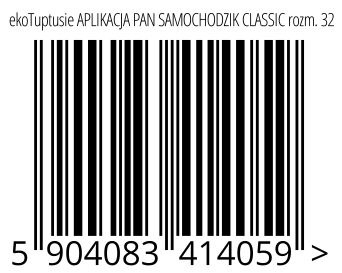 ekoTuptusie APLIKACJA PAN SAMOCHODZIK CLASSIC rozm. 32
5 904083 414059 >